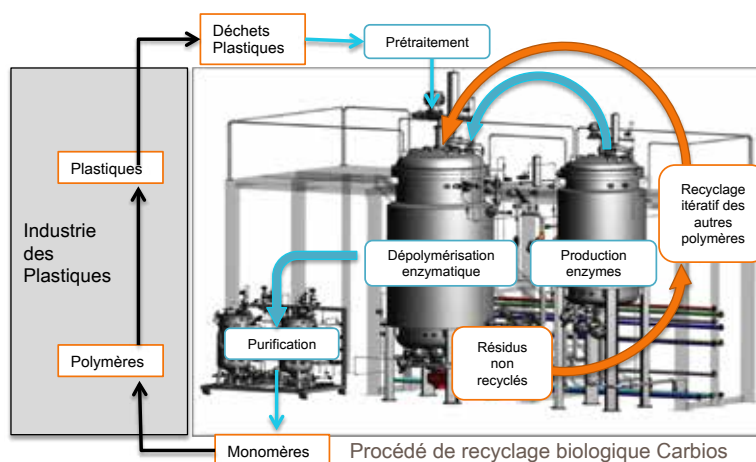 Déchets
Plastiques
Prétraitement
Plastiques
Recyclage
itératif des
autres
polymères
Industrie
des
Plastiques
Dépolymérisation
enzymatique
Production
enzymes
Purification
Résidus
non
recyclés
Polymères
Monomères
Procédé de recyclage biologique Carbios